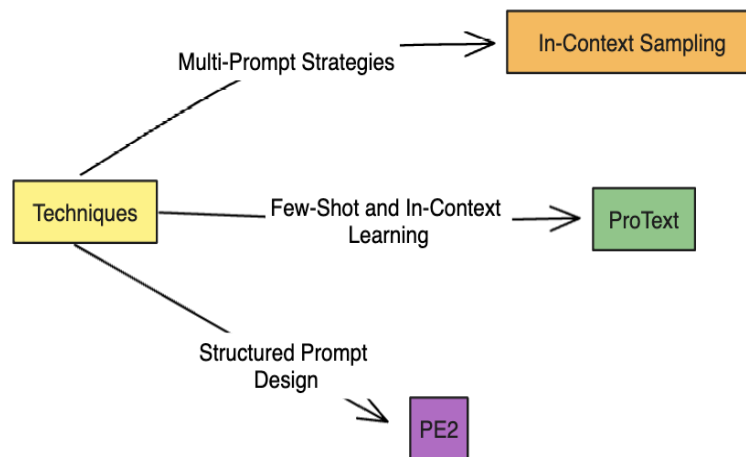 In-Context Sampling
Multi-Prompt Strategies
Techniques
Few-Shot and In-Context
Learning
ProText
Structured Prompt
Design
PE2